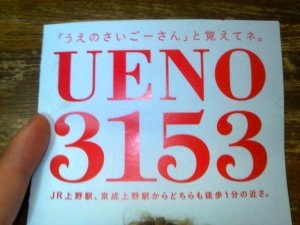 『うえのさいごーさん』と覚えてネ。
UENO
3153
JR上野駅、京成上野駅からどちらも徒歩1分の近さ。